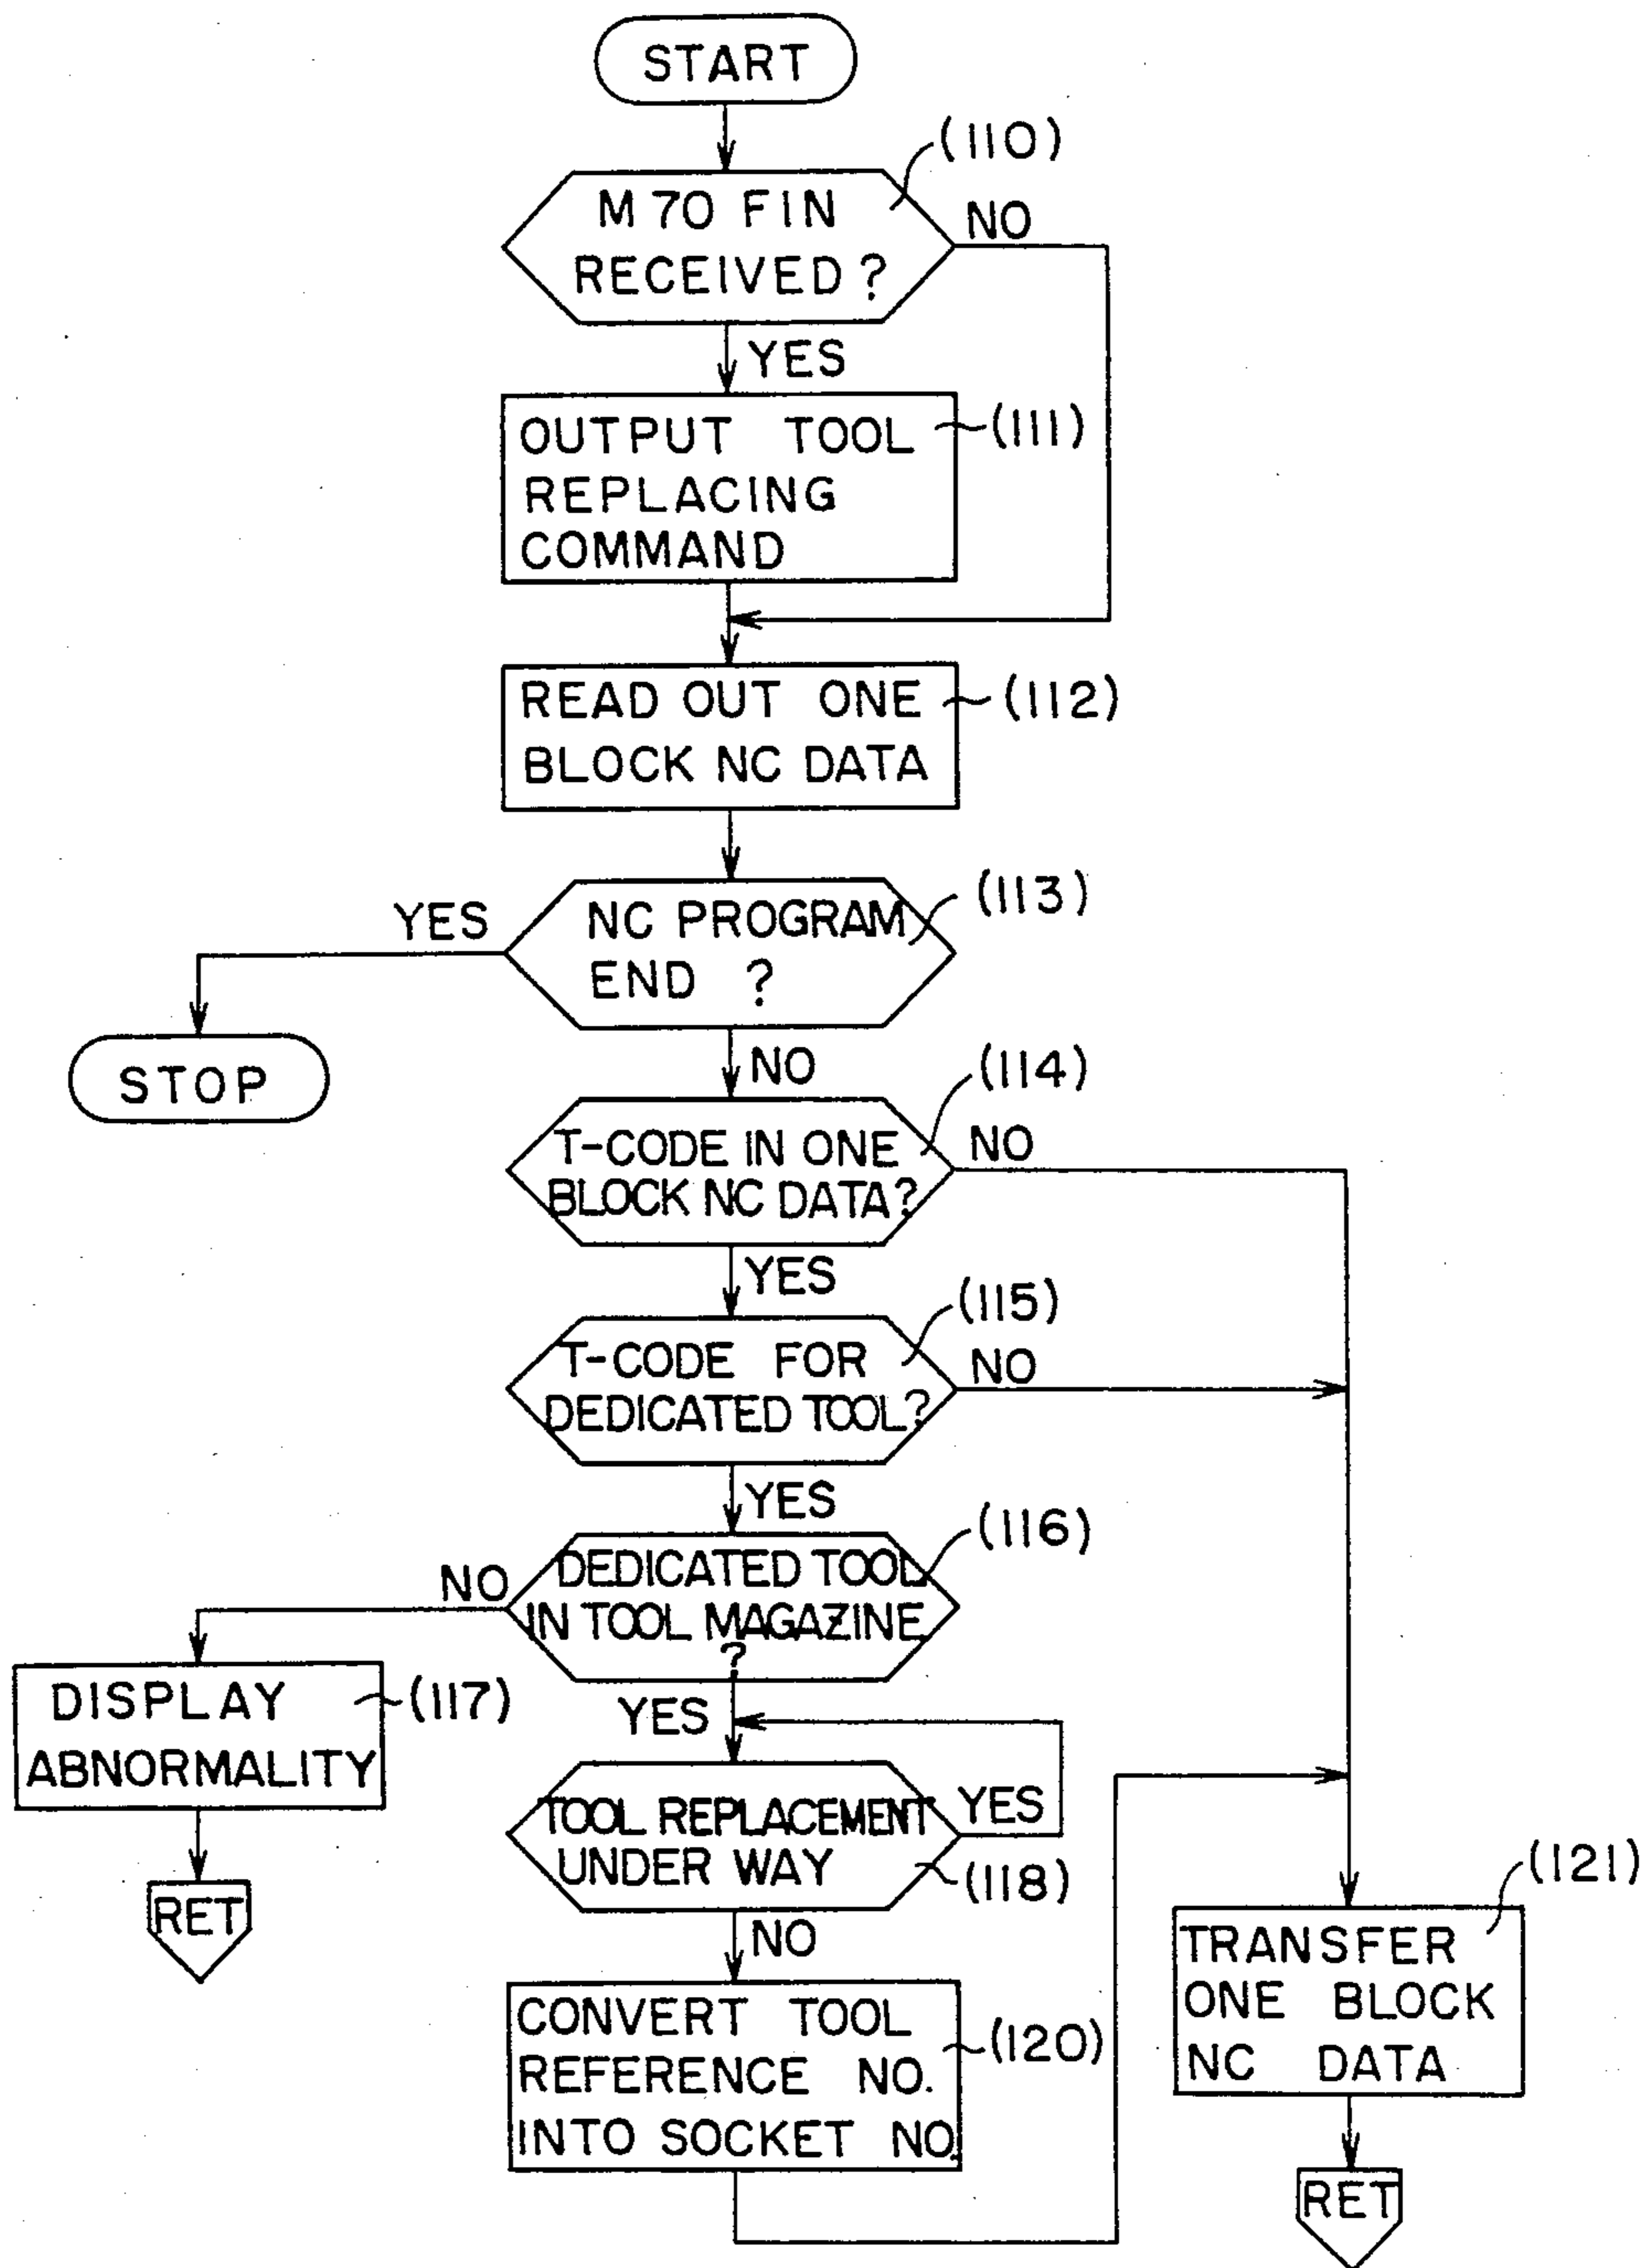 START
(110)
M 70 FIN
RECEIVED ?
NO
YES
OUTPUT TOOL
REPLACING
COMMAND
(111)
READ OUT ONE
BLOCK NC DATA
(112)
NC PROGRAM
END ?
(113)
YES
STOP
NO
(114)
T-CODE IN ONE
BLOCK NC DATA?
NO
YES
(115)
T-CODE FOR
DEDICATED TOOL?
NO
YES
(116)
DEDICATED TOOL
IN TOOL MAGAZINE
?
NO
DISPLAY
ABNORMALITY
(117)
RET
YES
TOOL REPLACEMENT
UNDER WAY
YES
(118)
NO
CONVERT TOOL
REFERENCE NO.
INTO SOCKET NO.
(120)
(121)
TRANSFER
ONE BLOCK
NC DATA
RET